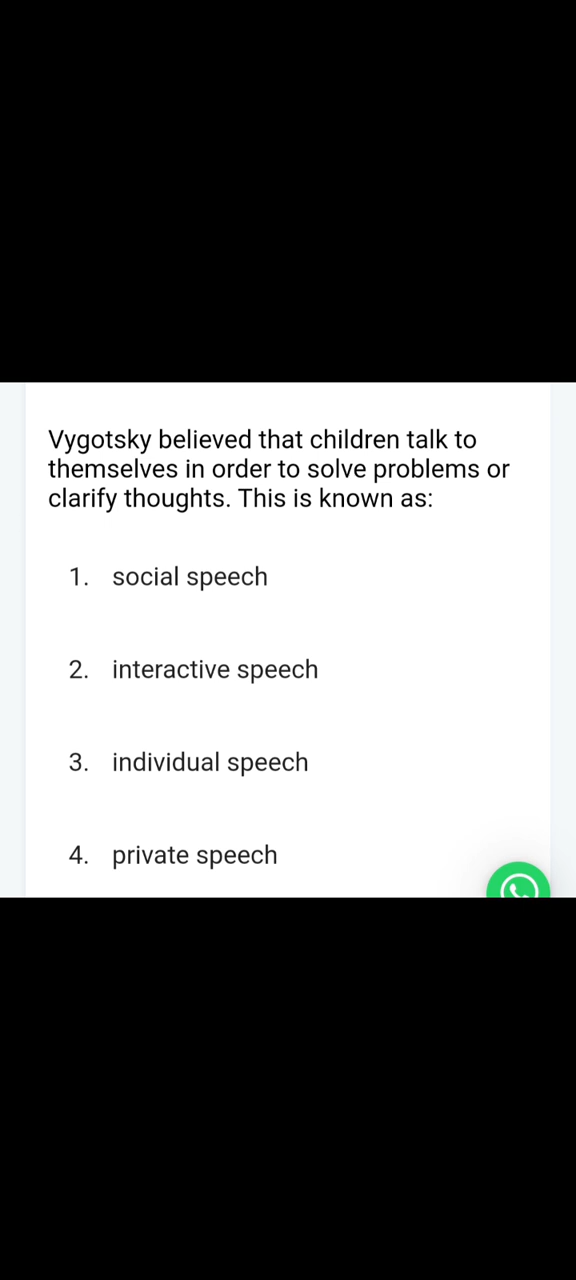 Vygotsky believed that children talk to
themselves in order to solve problems or
clarify thoughts. This is known as:
1. social speech
2. interactive speech
3. individual speech
4. private speech